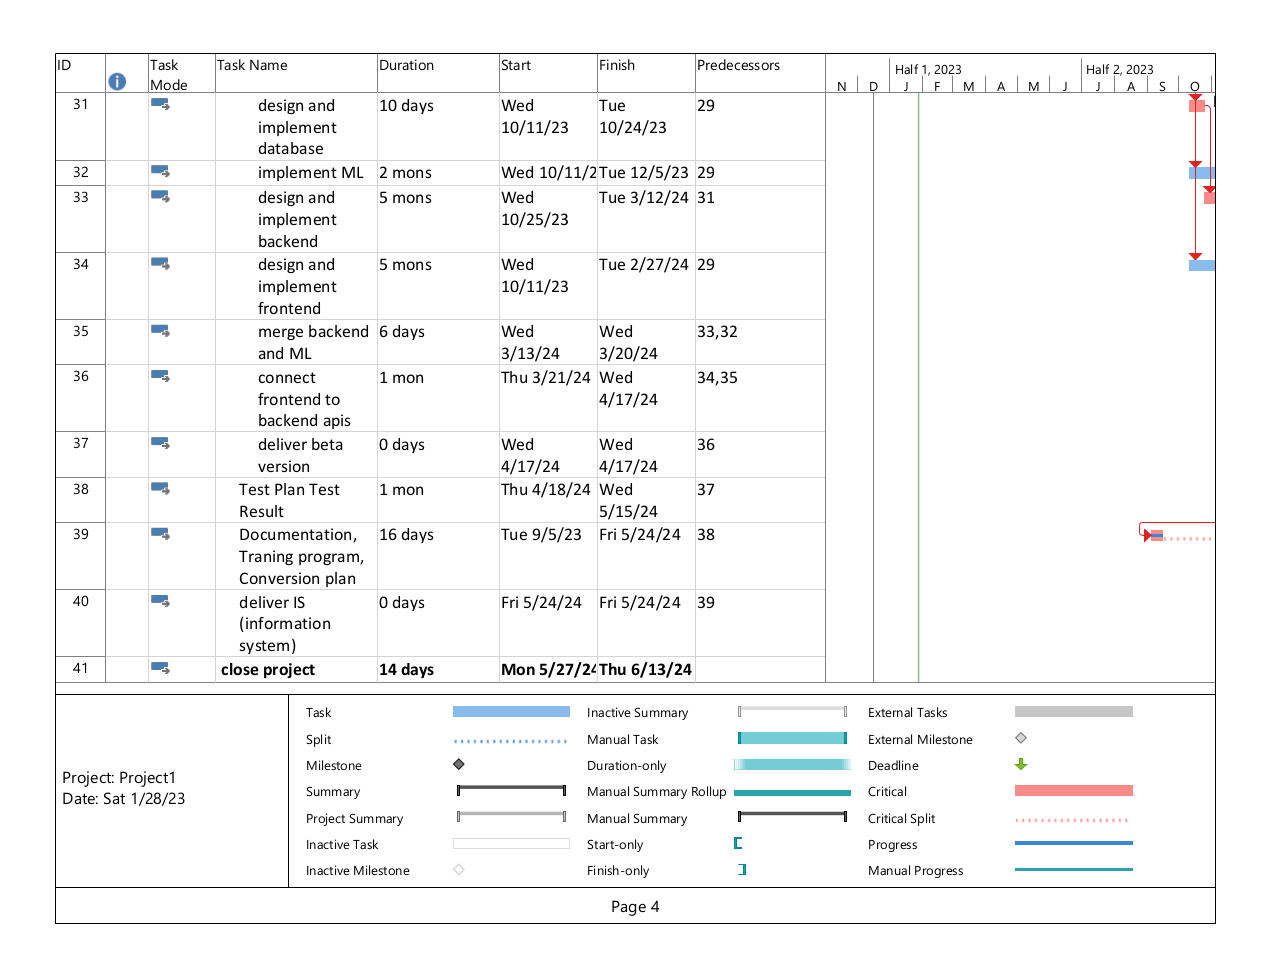 ID Task Mode Task Name Duration Start Finish Predecessors
Half 1, 2023 Half 2, 2023
N D J F M A M J J A S O
31 design and implement database 10 days Wed 10/11/23 Tue 10/24/23 29
32 implement ML 2 mons Wed 10/11/2 Tue 12/5/23 29
33 design and implement backend 5 mons Wed 10/25/23 Tue 3/12/24 31
34 design and implement frontend 5 mons Wed 10/11/23 Tue 2/27/24 29
35 merge backend and ML 6 days Wed 3/13/24 Wed 3/20/24 33,32
36 connect frontend to backend apis 1 mon Thu 3/21/24 Wed 4/17/24 34,35
37 deliver beta version 0 days Wed 4/17/24 Wed 4/17/24 36
38 Test Plan Test Result 1 mon Thu 4/18/24 Wed 5/15/24 37
39 Documentation, Traning program, Conversion plan 16 days Tue 9/5/23 Fri 5/24/24 38
40 deliver IS (information system) 0 days Fri 5/24/24 Fri 5/24/24 39
41 close project 14 days Mon 5/27/24 Thu 6/13/24
Project: Project1
Date: Sat 1/28/23
Task Inactive Summary External Tasks
Split Manual Task External Milestone
Milestone Duration-only Deadline
Summary Manual Summary Rollup Critical
Project Summary Manual Summary Critical Split
Inactive Task Start-only Progress
Inactive Milestone Finish-only Manual Progress
Page 4